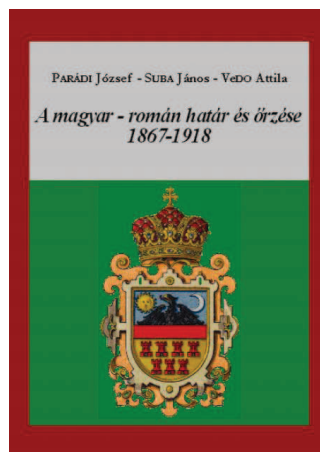 PARÁDI József - SUBA János - VEDO Attila
A magyar - román határ és őrzése
1867-1918